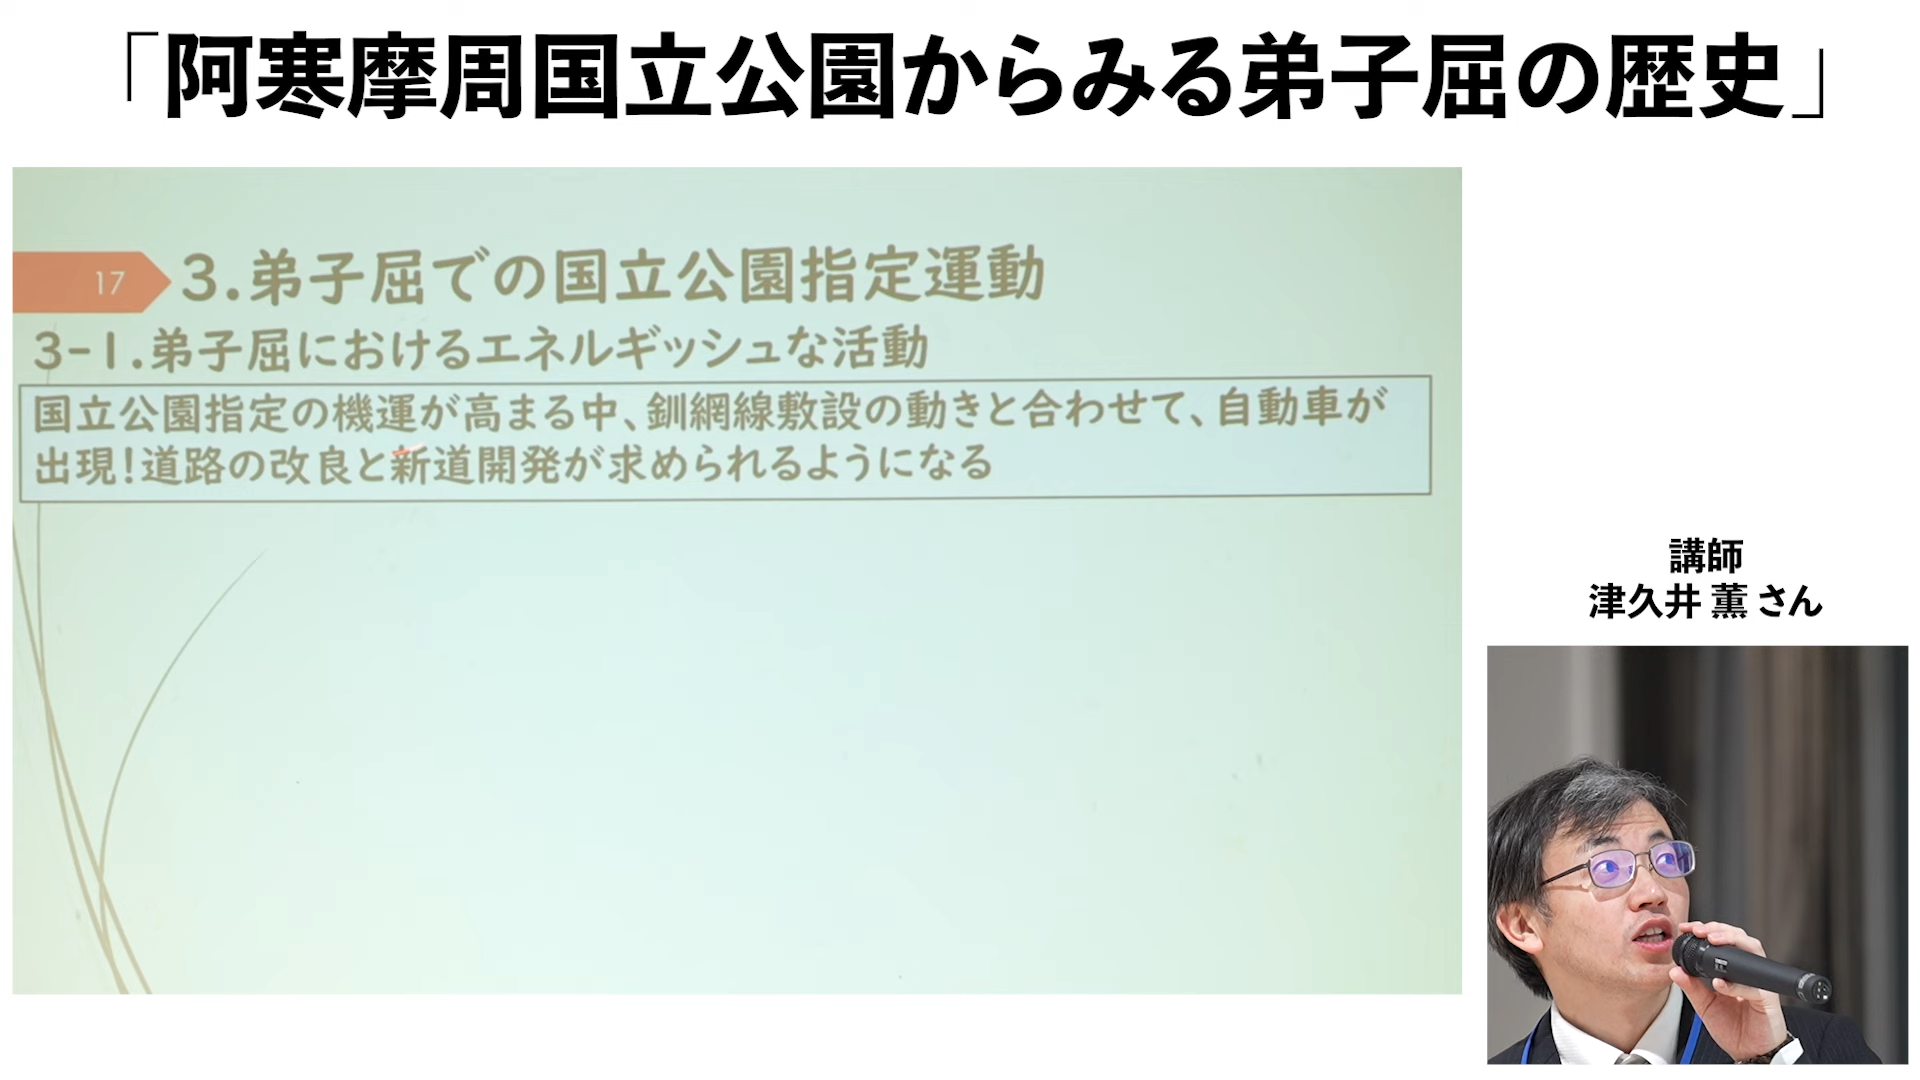 「阿寒摩周国立公園からみる弟子屈の歴史」
17
3.弟子屈での国立公園指定運動
3-1.弟子屈におけるエネルギッシュな活動
国立公園指定の機運が高まる中、釧網線敷設の動きと合わせて、自動車が
出現!道路の改良と新道開発が求められるようになる
講師
津久井 薫 さん